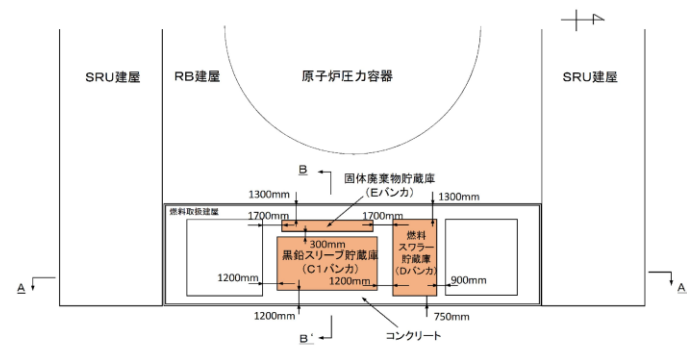 SRU建屋
RB建屋
原子炉圧力容器
SRU建屋
B
固体廃棄物貯蔵庫
(Eバンカ)
1300mm
1300mm
燃料取扱建屋
1700mm
1700mm
300mm
黒鉛スリーブ貯蔵庫
(C1バンカ)
燃料
スワラー
貯蔵庫
(Dバンカ)
1200mm
1200mm
900mm
A
A
1200mm
750mm
B'
コンクリート